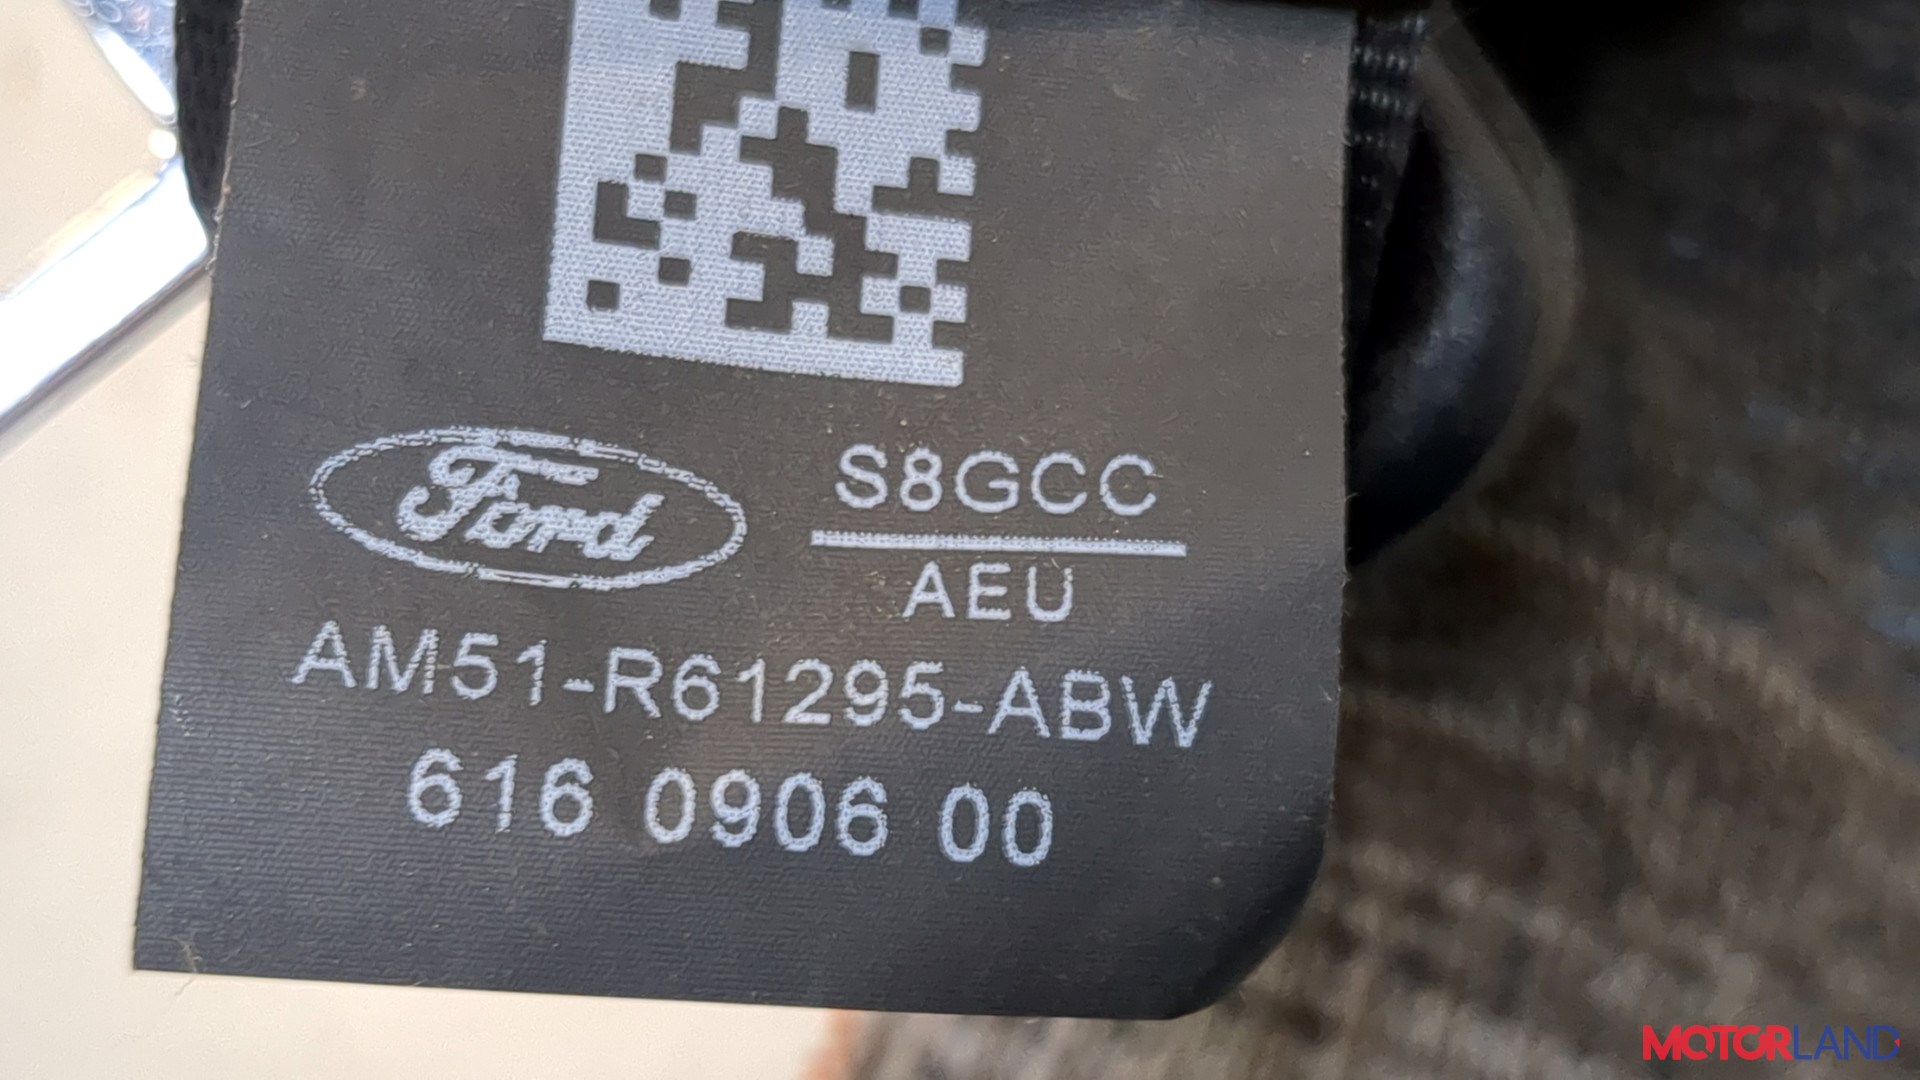 Ford
S8GCC
AEU
AM51-R61295-ABW
616 0906 00
MOTORLAND